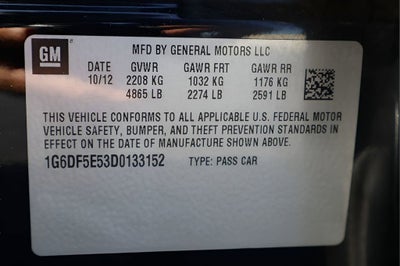 GM
MFD BY GENERAL MOTORS LLC
DATE GVWR GAWR FRT GAWR RR
10/12 2208 KG 1032 KG 1176 KG
4865 LB 2274 LB 2591 LB
THIS VEHICLE CONFORMS TO ALL APPLICABLE U.S. FEDERAL MOTOR
VEHICLE SAFETY, BUMPER, AND THEFT PREVENTION STANDARDS IN
EFFECT ON THE DATE OF MANUFACTURE SHOWN ABOVE.
1G6DF5E53D0133152 TYPE: PASS CAR